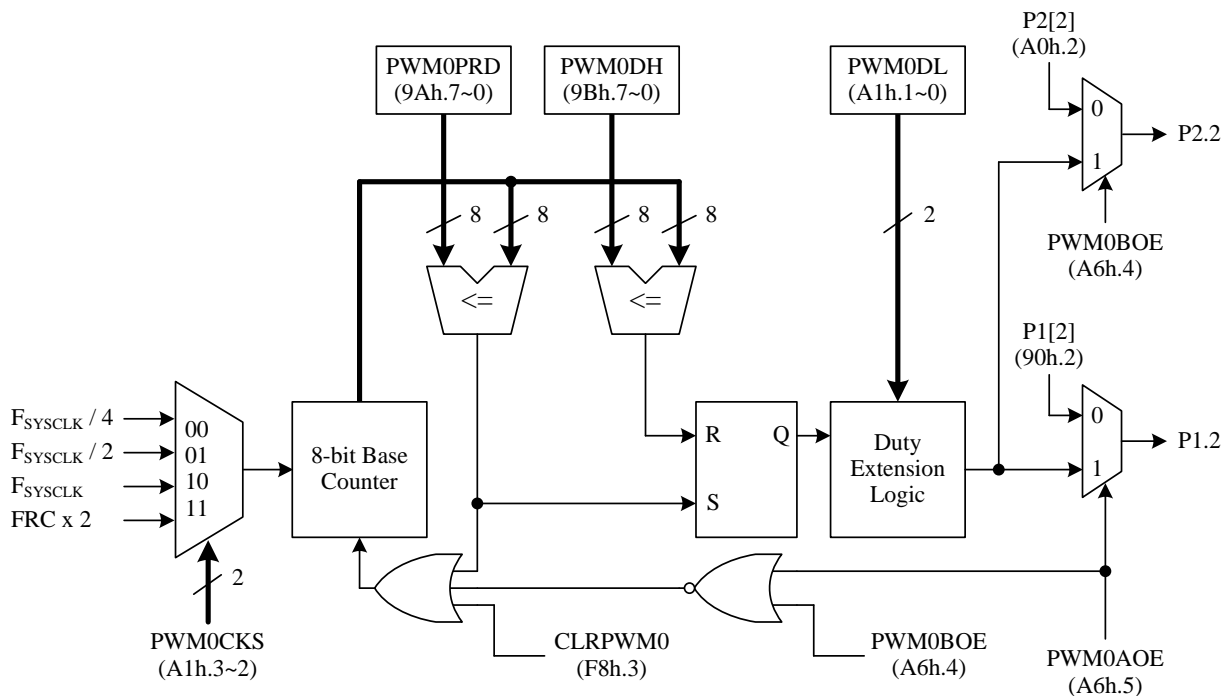 P2[2]
(A0h.2)
PWM0PRD
(9Ah.7~0)
PWM0DH
(9Bh.7~0)
PWM0DL
(A1h.1~0)
0
1
P2.2
8
8
8
8
2
PWM0BOE
(A6h.4)
<=
<=
P1[2]
(90h.2)
FSYSCLK / 4
FSYSCLK / 2
FSYSCLK
FRC x 2
00
01
10
11
8-bit Base
Counter
R
Q
S
Duty
Extension
Logic
0
1
P1.2
2
PWM0CKS
(A1h.3~2)
CLRPWM0
(F8h.3)
PWM0BOE
(A6h.4)
PWM0AOE
(A6h.5)